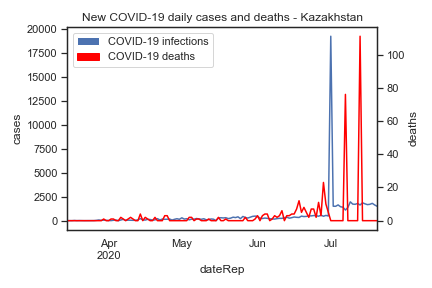 New COVID-19 daily cases and deaths - Kazakhstan
COVID-19 infections
COVID-19 deaths
20000
17500
15000
12500
10000
7500
5000
2500
0
cases
100
80
60
40
20
0
deaths
Apr
2020
May
Jun
Jul
dateRep